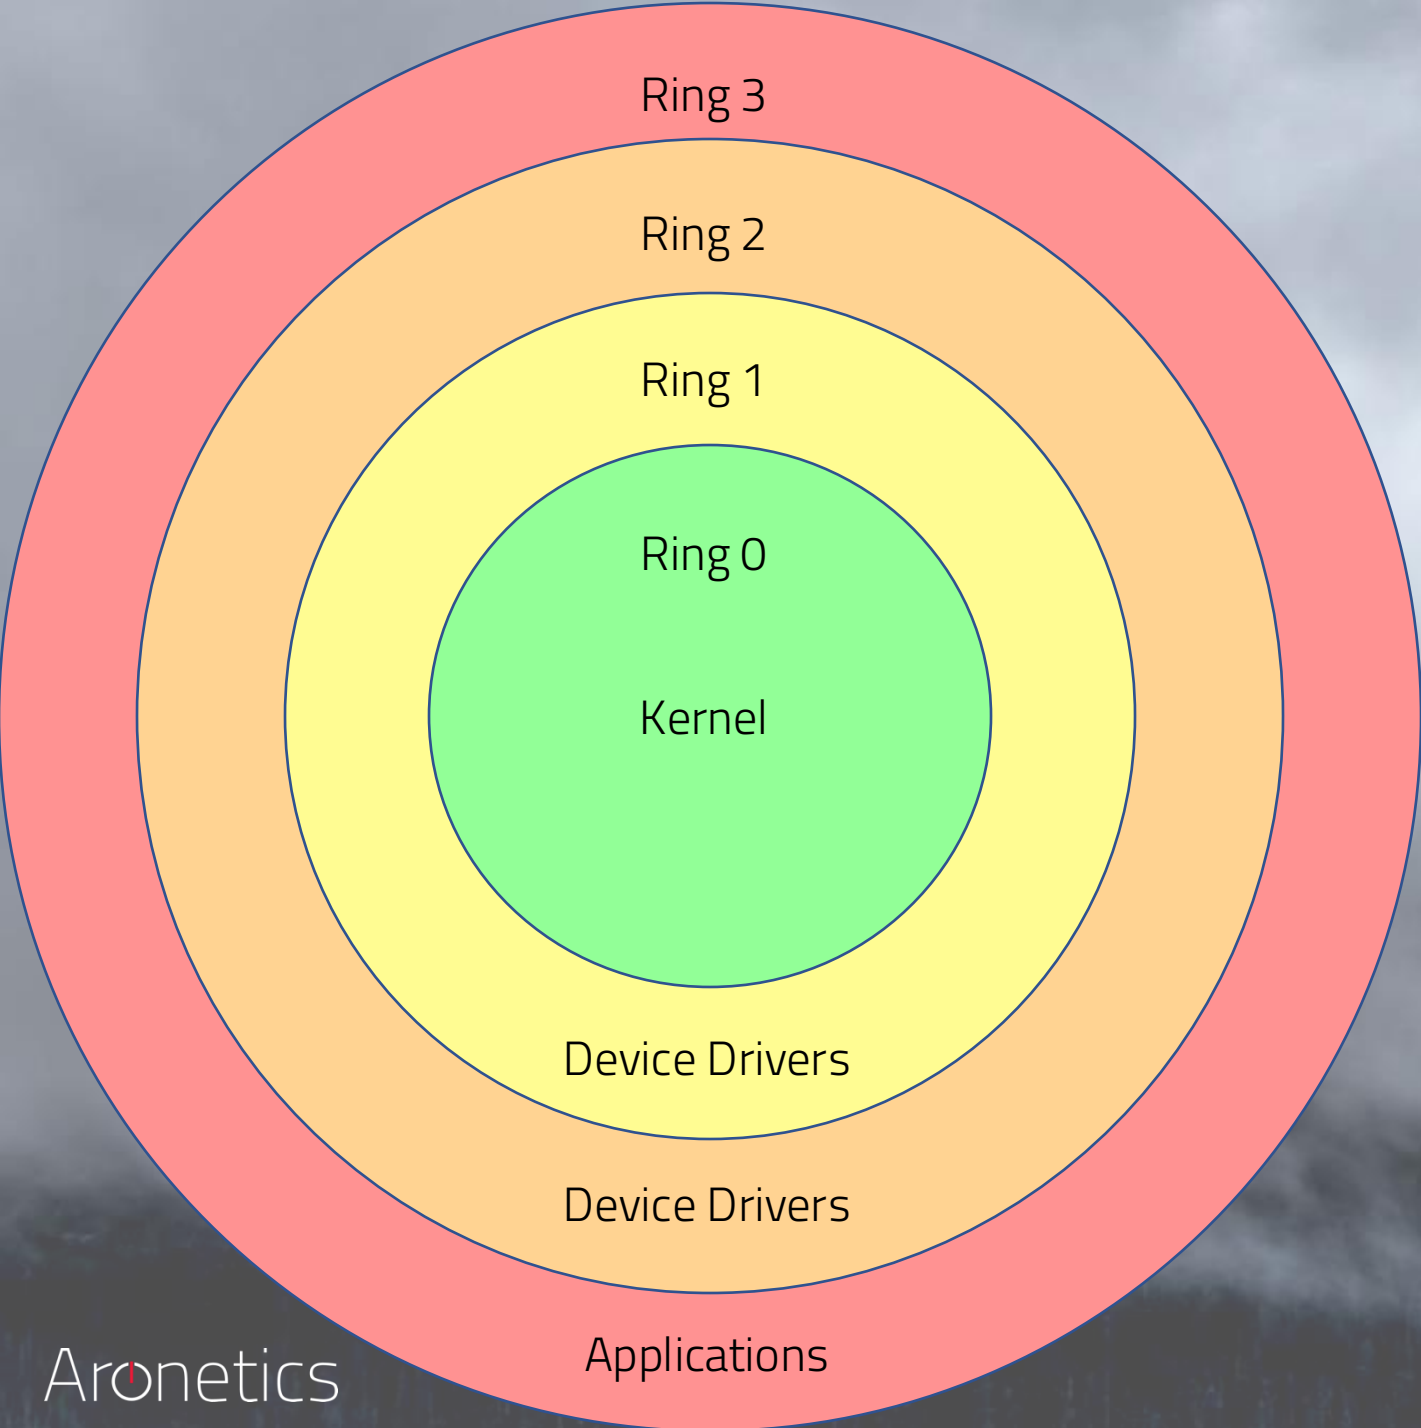 Ring 3
Ring 2
Ring 1
Ring 0
Kernel
Device Drivers
Device Drivers
Applications
Aronetics